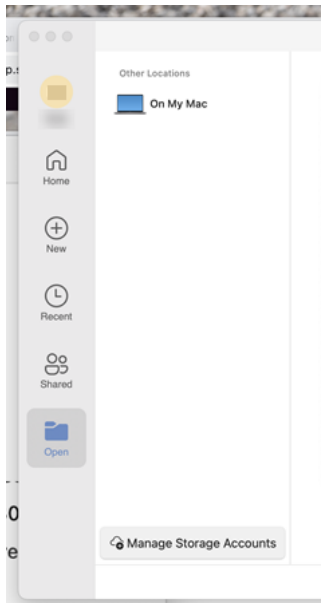 p.s
Other Locations
On My Mac
Home
New
Recent
Shared
Open
Manage Storage Accounts